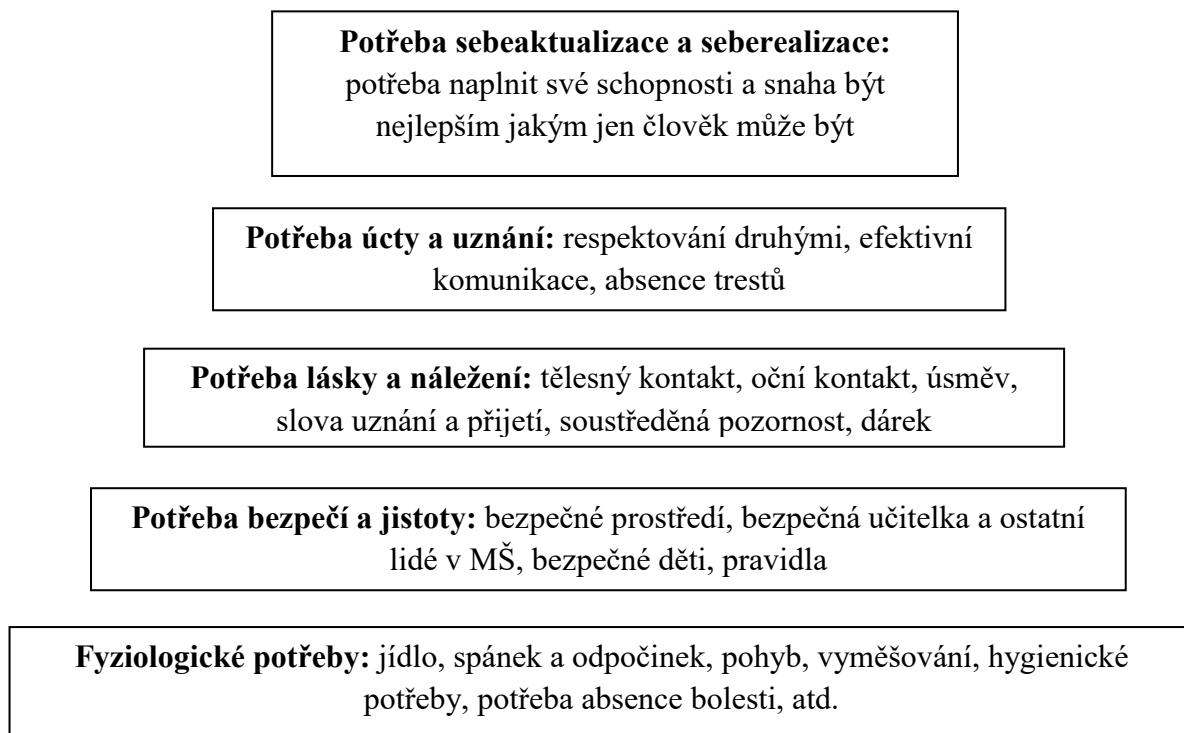 Potřeba sebeaktualizace a seberealizace:
potřeba naplnit své schopnosti a snaha být
nejlepším jakým jen člověk může být
Potřeba úcty a uznání: respektování druhými, efektivní
komunikace, absence trestů
Potřeba lásky a náležení: tělesný kontakt, oční kontakt, úsměv,
slova uznání a přijetí, soustředěná pozornost, dárek
Potřeba bezpečí a jistoty: bezpečné prostředí, bezpečná učitelka a ostatní
lidé v MŠ, bezpečné děti, pravidla
Fyziologické potřeby: jídlo, spánek a odpočinek, pohyb, vyměšování, hygienické
potřeby, potřeba absence bolesti, atd.